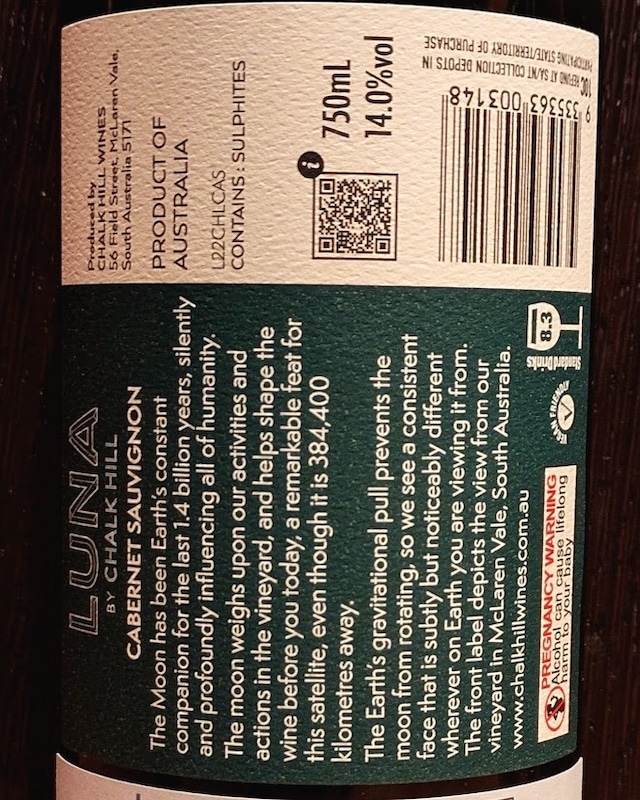 LUNA
BY CHALK HILL
CABERNET SAUVIGNON
The Moon has been Earth's constant
companion for the last 1.4 billion years, silently
and profoundly influencing all of humanity.
The moon weighs upon our activities and
actions in the vineyard, and helps shape the
wine before you today, a remarkable feat for
this satellite, even though it is 384,400
kilometres away.
The Earth's gravitational pull prevents the
moon from rotating, so we see a consistent
face that is subtly but noticeably different
wherever on Earth you are viewing it from.
The front label depicts the view from our
vineyard in McLaren Vale, South Australia.
www.chalkhillwines.com.au
PREGNANCY WARNING
Alcohol can cause lifelong
harm to your baby
VEGAN FRIENDLY
8.3
Standard Drinks
Produced by
CHALK HILL WINES
56 Field Street, McLaren Vale,
South Australia 5171
PRODUCT OF
AUSTRALIA
L22CHLCAS
CONTAINS: SULPHITES
i
750mL
14.0%vol
9 335363 003148
10C REFUND AT SA/NT COLLECTION DEPOTS IN
PARTICIPATING STATE/TERRITORY OF PURCHASE